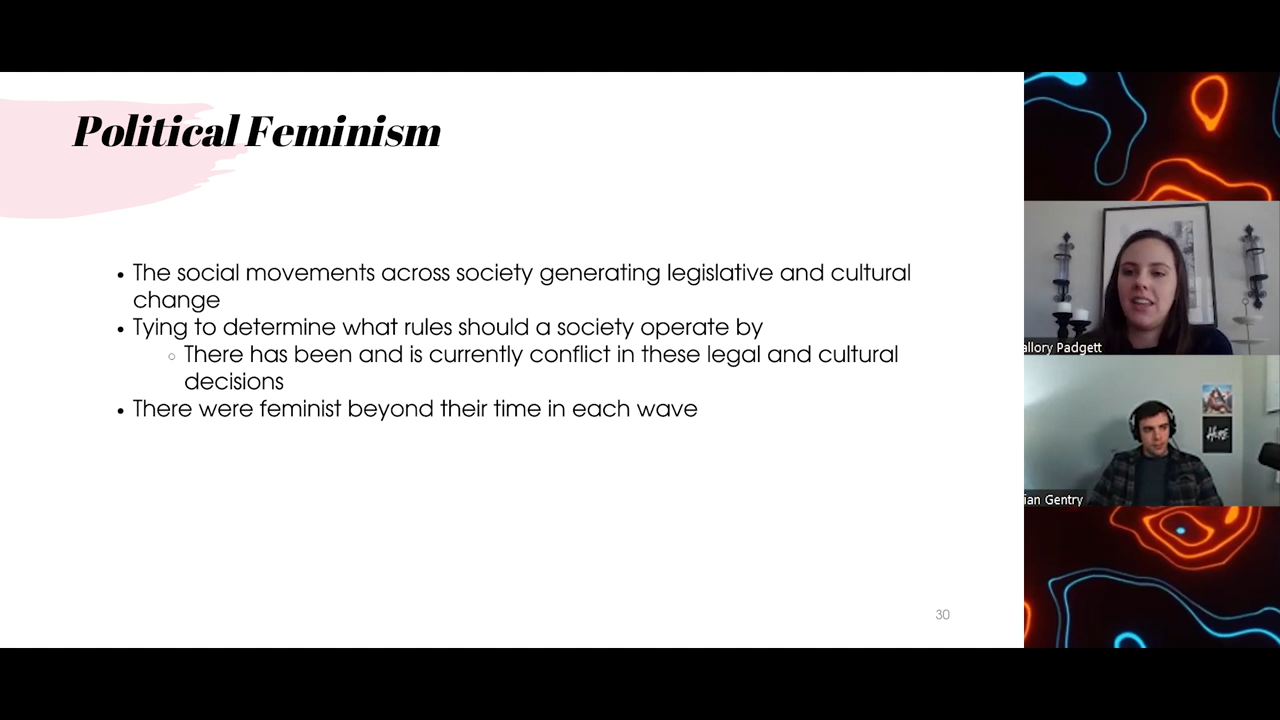 Political Feminism
• The social movements across society generating legislative and cultural
change
• Tying to determine what rules should a society operate by
○ There has been and is currently conflict in these legal and cultural
decisions
• There were feminist beyond their time in each wave
30
allory Padgett
HOPE
ian Gentry